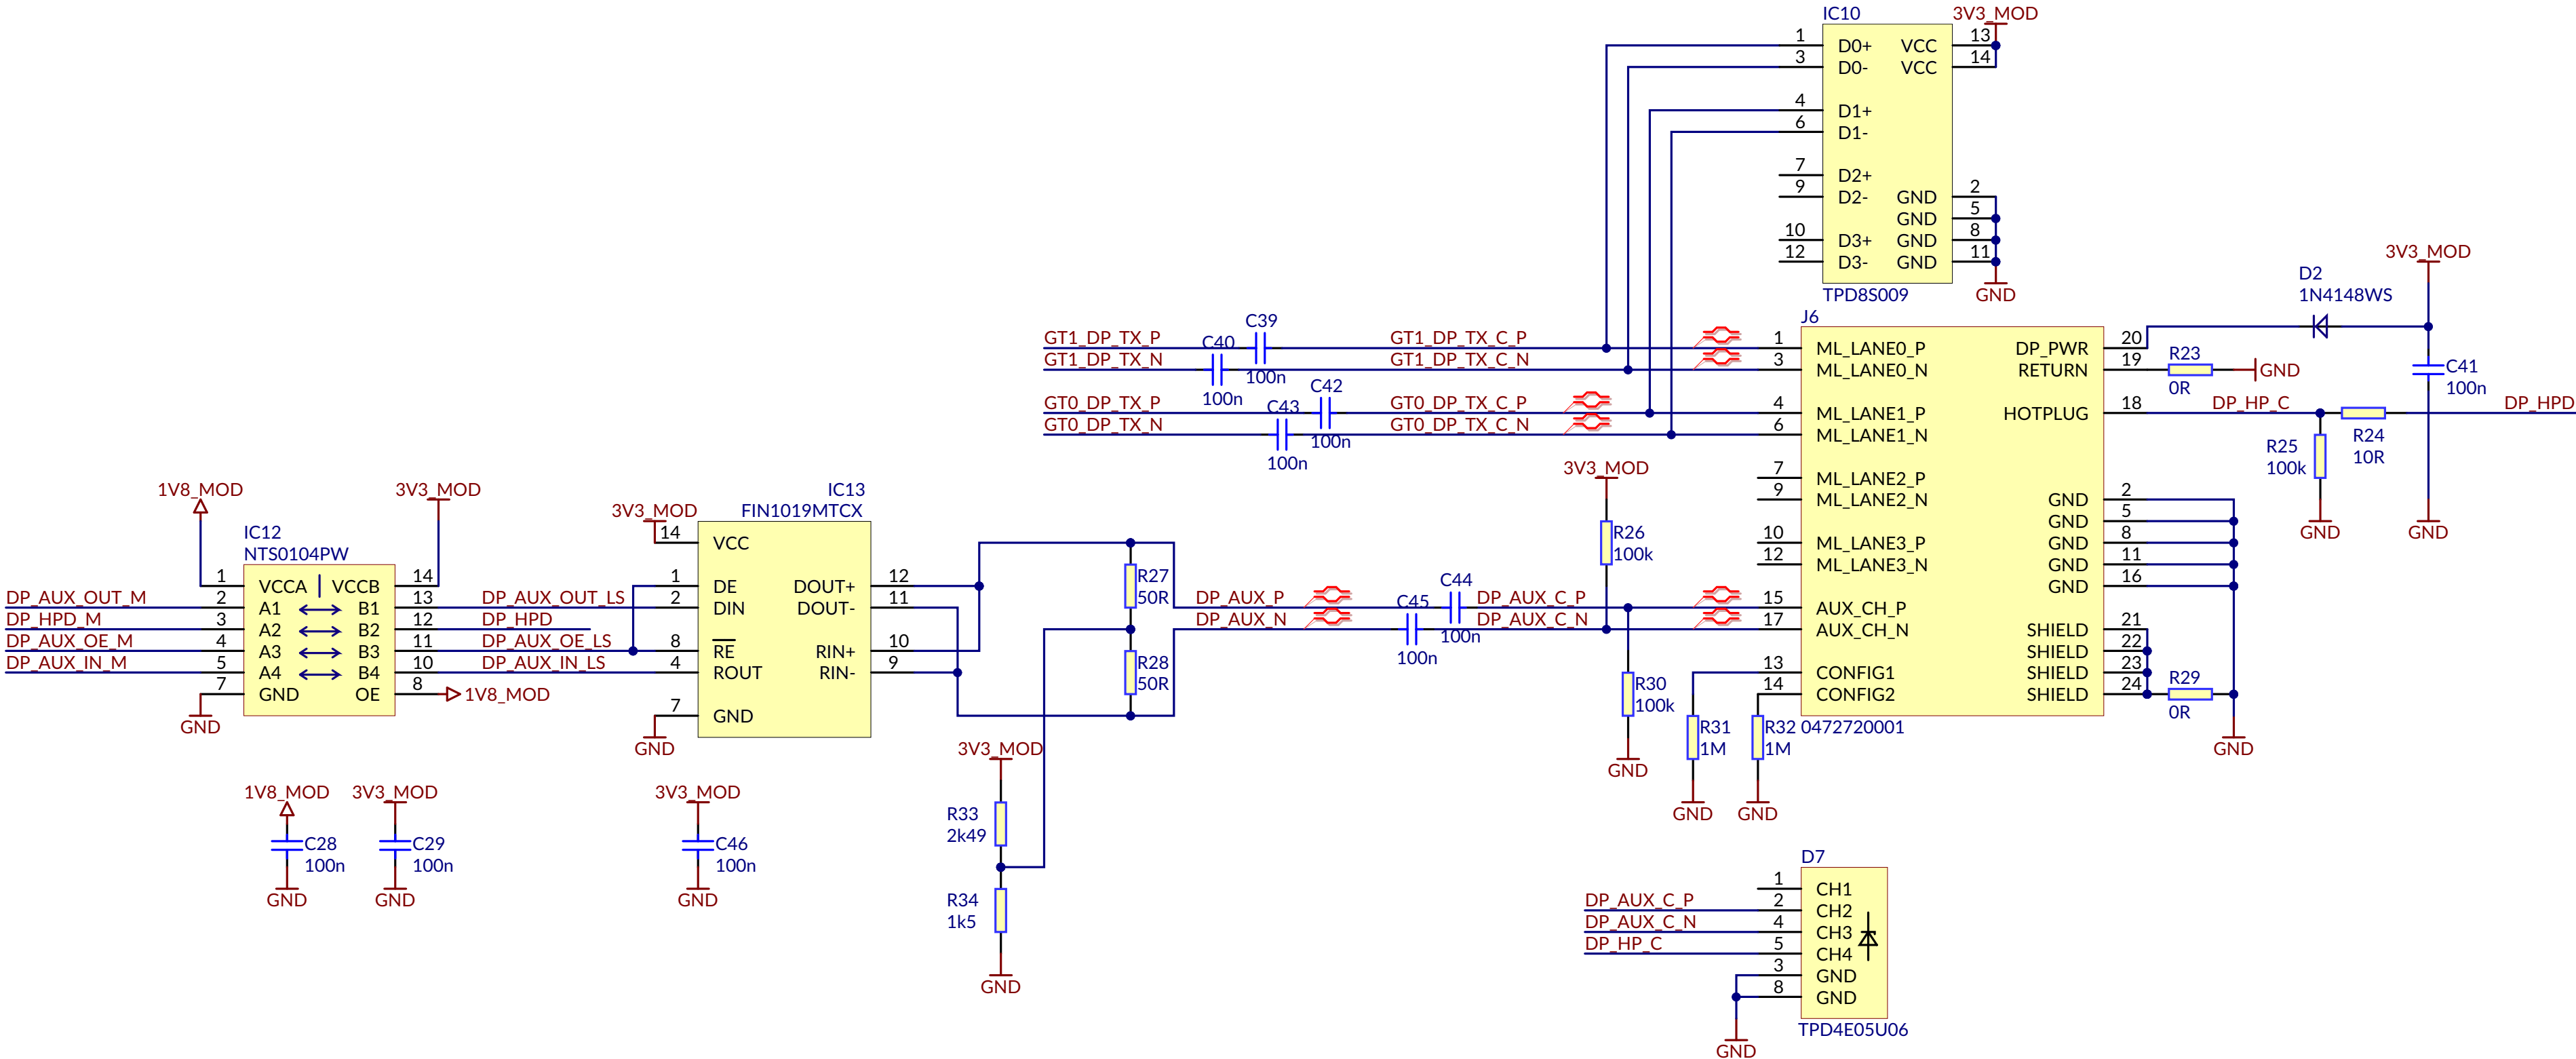 IC10
3V3_MOD
1 D0+ VCC 13
3 D0- VCC 14
4 D1+
6 D1-
7 D2+
9 D2- GND 2
GND 5
10 D3+ GND 8
12 D3- GND 11
TPD8S009
GND
3V3_MOD
D2
1N4148WS
C41
100n
GND
GT1_DP_TX_P
GT1_DP_TX_N
C39
100n
C40
100n
GT1_DP_TX_C_P
GT1_DP_TX_C_N
GT0_DP_TX_P
GT0_DP_TX_N
C42
100n
C43
100n
GT0_DP_TX_C_P
GT0_DP_TX_C_N
J6
1 ML_LANE0_P DP_PWR 20
3 ML_LANE0_N RETURN 19
4 ML_LANE1_P HOTPLUG 18
6 ML_LANE1_N
7 ML_LANE2_P
9 ML_LANE2_N GND 2
GND 5
10 ML_LANE3_P GND 8
12 ML_LANE3_N GND 11
GND 16
15 AUX_CH_P
17 AUX_CH_N SHIELD 21
SHIELD 22
13 CONFIG1 SHIELD 23
14 CONFIG2 SHIELD 24
0472720001
R23
0R
GND
DP_HP_C
DP_HPD
R24
10R
R25
100k
GND
R29
0R
GND
3V3_MOD
R26
100k
R30
100k
GND
R31
1M
GND
R32
1M
GND
1V8_MOD
3V3_MOD
IC12
NTS0104PW
1 VCCA VCCB 14
DP_AUX_OUT_M 2 A1 B1 13 DP_AUX_OUT_LS
DP_HPD_M 3 A2 B2 12 DP_HPD
DP_AUX_OE_M 4 A3 B3 11 DP_AUX_OE_LS
DP_AUX_IN_M 5 A4 B4 10 DP_AUX_IN_LS
7 GND OE 8 1V8_MOD
GND
IC13
FIN1019MTCX
3V3_MOD
14 VCC
1 DE DOUT+ 12
2 DIN DOUT- 11
8 RE RIN+ 10
4 ROUT RIN- 9
7 GND
GND
R27
50R
R28
50R
DP_AUX_P
DP_AUX_N
C44
100n
C45
100n
DP_AUX_C_P
DP_AUX_C_N
1V8_MOD
C28
100n
GND
3V3_MOD
C29
100n
GND
3V3_MOD
C46
100n
GND
3V3_MOD
R33
2k49
R34
1k5
GND
D7
1 CH1
DP_AUX_C_P 2 CH2
DP_AUX_C_N 4 CH3
DP_HP_C 5 CH4
3 GND
8 GND
TPD4E05U06
GND